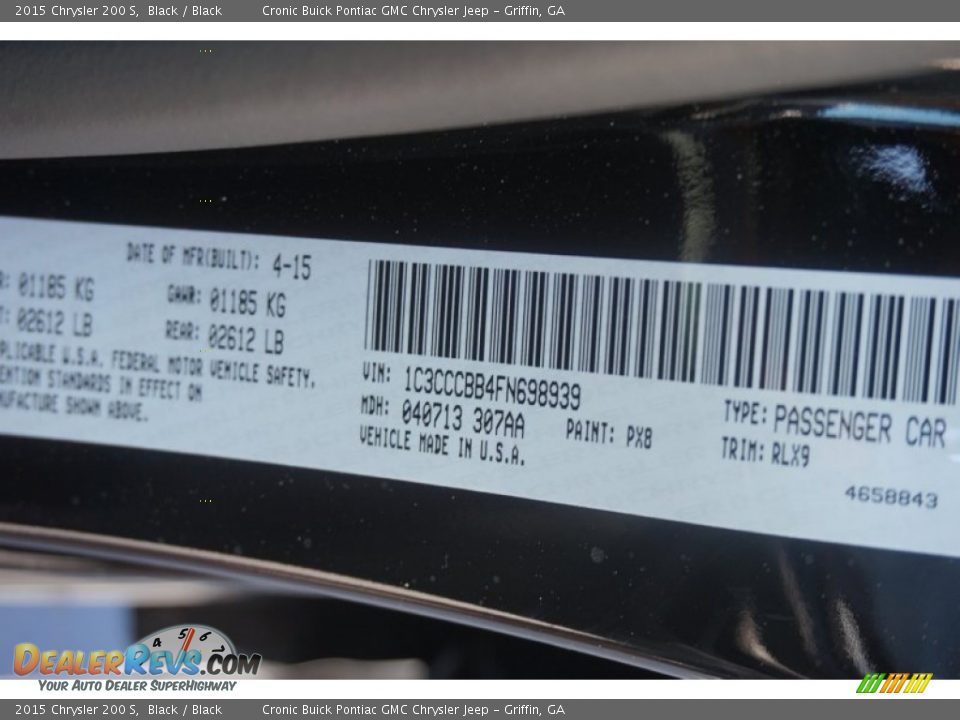 2015 Chrysler 200 S, Black / Black Cronic Buick Pontiac GMC Chrysler Jeep - Griffin, GA
DATE OF MFR(BUILT): 4-15
R: 01185 KG GAWR: 01185 KG
T: 02612 LB REAR: 02612 LB
PLICABLE U.S.A. FEDERAL MOTOR VEHICLE SAFETY,
ENTION STANDARDS IN EFFECT ON
NUFACTURE SHOWN ABOVE.
VIN: 1C3CCCBB4FN698939
MDH: 040713 307AA PAINT: PX8
VEHICLE MADE IN U.S.A.
TYPE: PASSENGER CAR
TRIM: RLX9
4658843
4 5 6
DEALERREVS.COM
YOUR AUTO DEALER SUPERHIGHWAY
2015 Chrysler 200 S, Black / Black Cronic Buick Pontiac GMC Chrysler Jeep - Griffin, GA